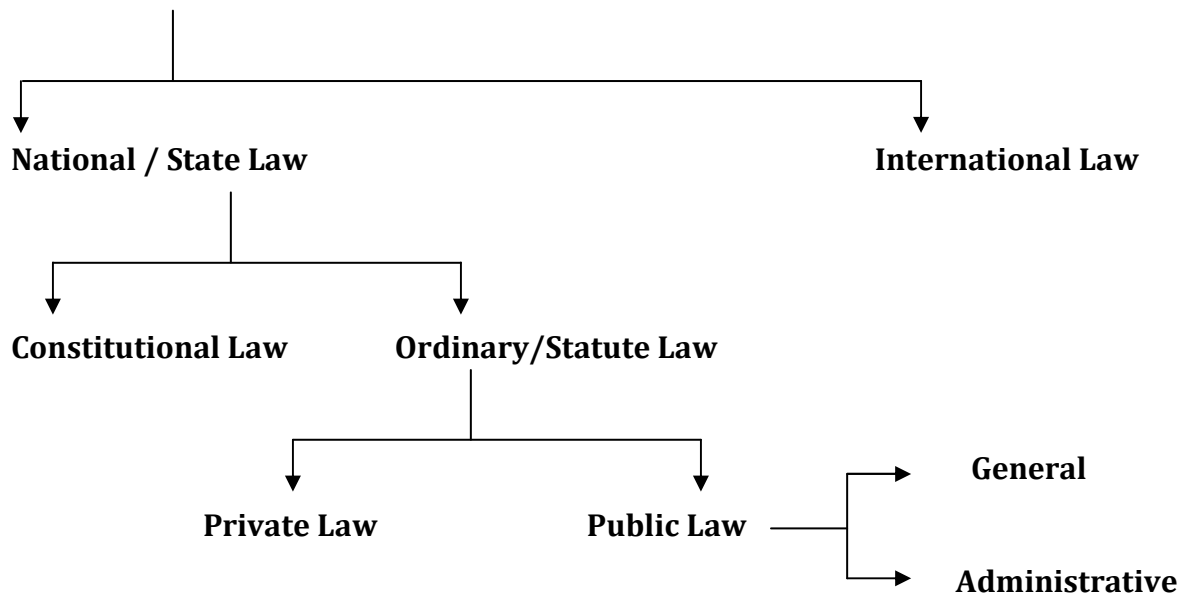 National / State Law
International Law
Constitutional Law
Ordinary/Statute Law
Private Law
Public Law
General
Administrative